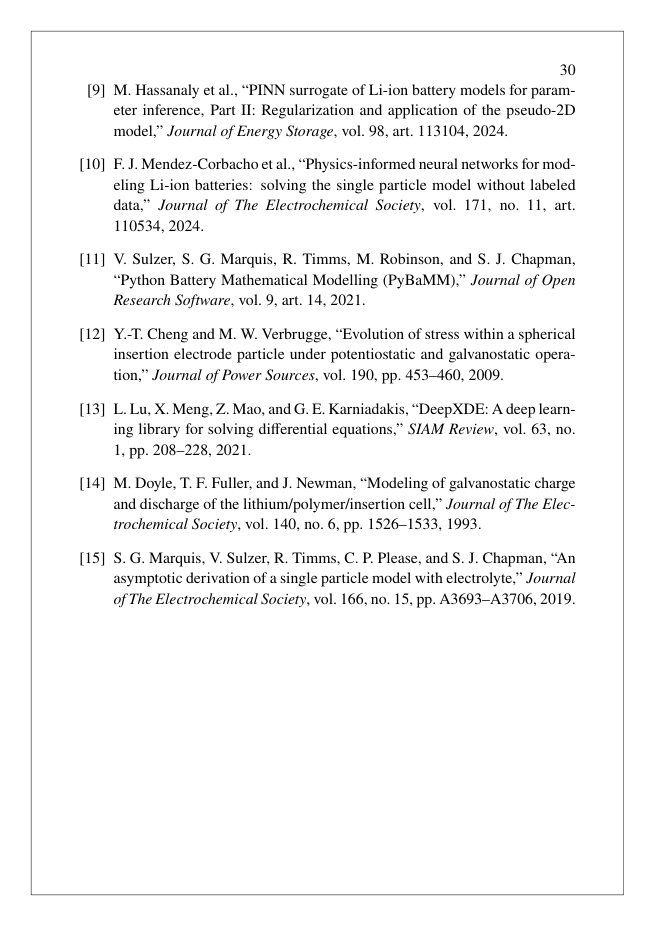 30
[9] M. Hassanaly et al., “PINN surrogate of Li-ion battery models for param-
eter inference, Part II: Regularization and application of the pseudo-2D
model,” Journal of Energy Storage, vol. 98, art. 113104, 2024.
[10] F. J. Mendez-Corbacho et al., “Physics-informed neural networks for mod-
eling Li-ion batteries: solving the single particle model without labeled
data,” Journal of The Electrochemical Society, vol. 171, no. 11, art.
110534, 2024.
[11] V. Sulzer, S. G. Marquis, R. Timms, M. Robinson, and S. J. Chapman,
“Python Battery Mathematical Modelling (PyBaMM),” Journal of Open
Research Software, vol. 9, art. 14, 2021.
[12] Y.-T. Cheng and M. W. Verbrugge, “Evolution of stress within a spherical
insertion electrode particle under potentiostatic and galvanostatic opera-
tion,” Journal of Power Sources, vol. 190, pp. 453–460, 2009.
[13] L. Lu, X. Meng, Z. Mao, and G. E. Karniadakis, “DeepXDE: A deep learn-
ing library for solving differential equations,” SIAM Review, vol. 63, no.
1, pp. 208–228, 2021.
[14] M. Doyle, T. F. Fuller, and J. Newman, “Modeling of galvanostatic charge
and discharge of the lithium/polymer/insertion cell,” Journal of The Elec-
trochemical Society, vol. 140, no. 6, pp. 1526–1533, 1993.
[15] S. G. Marquis, V. Sulzer, R. Timms, C. P. Please, and S. J. Chapman, “An
asymptotic derivation of a single particle model with electrolyte,” Journal
of The Electrochemical Society, vol. 166, no. 15, pp. A3693–A3706, 2019.